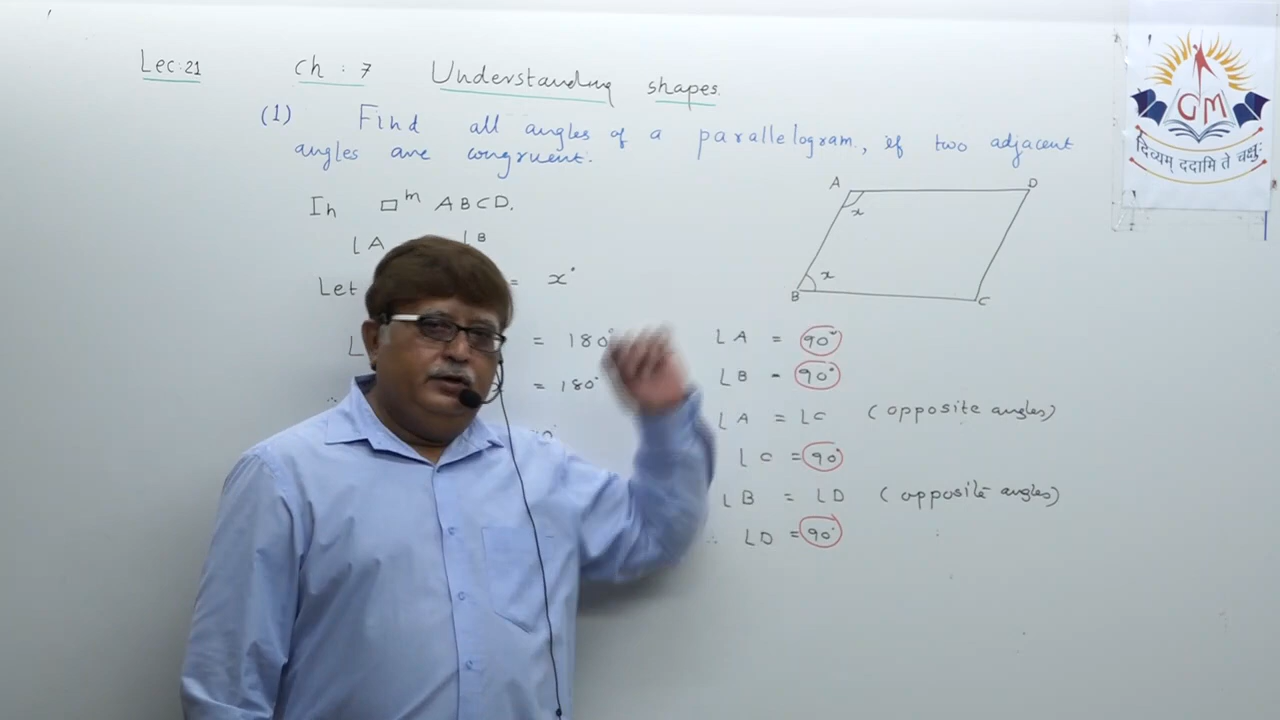 Lec:21 ch : 7 Understanding shapes.
(1) Find all angles of a parallelogram, if two adjacent
angles are congruent.
In □ᵐ ABCD.
∠A ∠B
Let = x°
= 180°
= 180°
A D
x
x
B C
∠A = 90°
∠B = 90°
∠A = ∠C (opposite angles)
∠C = 90°
∠B = ∠D (opposite angles)
∴ ∠D = 90°
GM
दिव्यम् ददामि ते चक्षुः